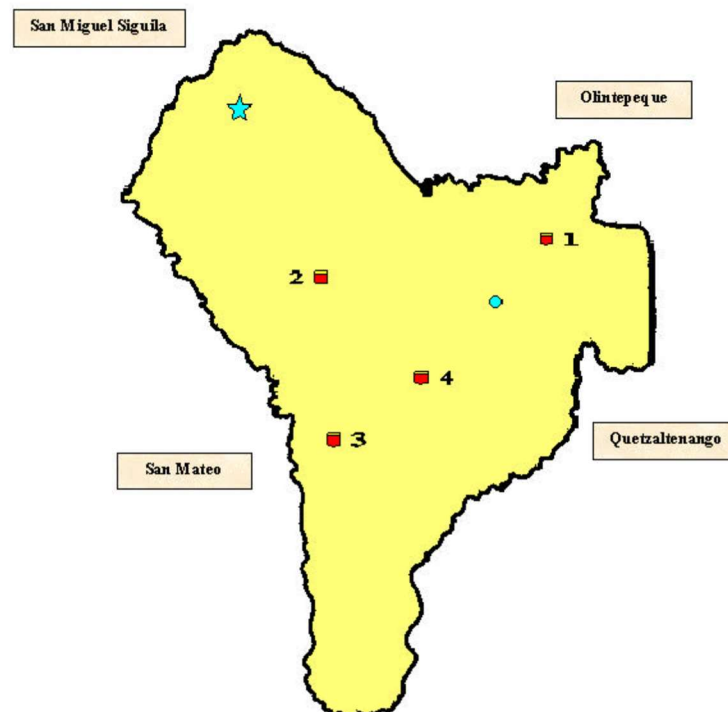 San Miguel Siguila
Olintepeque
1
2
4
3
Quetzaltenango
San Mateo